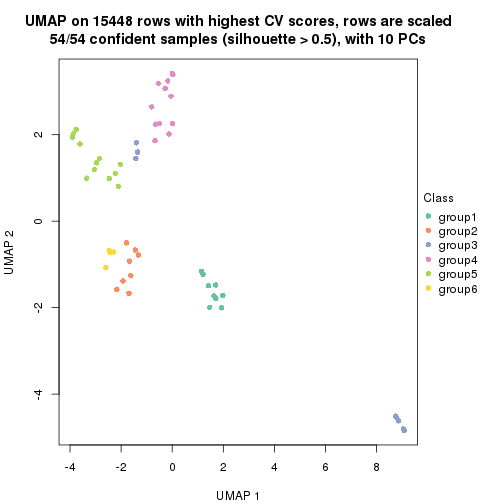 UMAP on 15448 rows with highest CV scores, rows are scaled
54/54 confident samples (silhouette > 0.5), with 10 PCs
2
0
-2
-4
UMAP 2
-4 -2 0 2 4 6 8
UMAP 1
Class
group1
group2
group3
group4
group5
group6